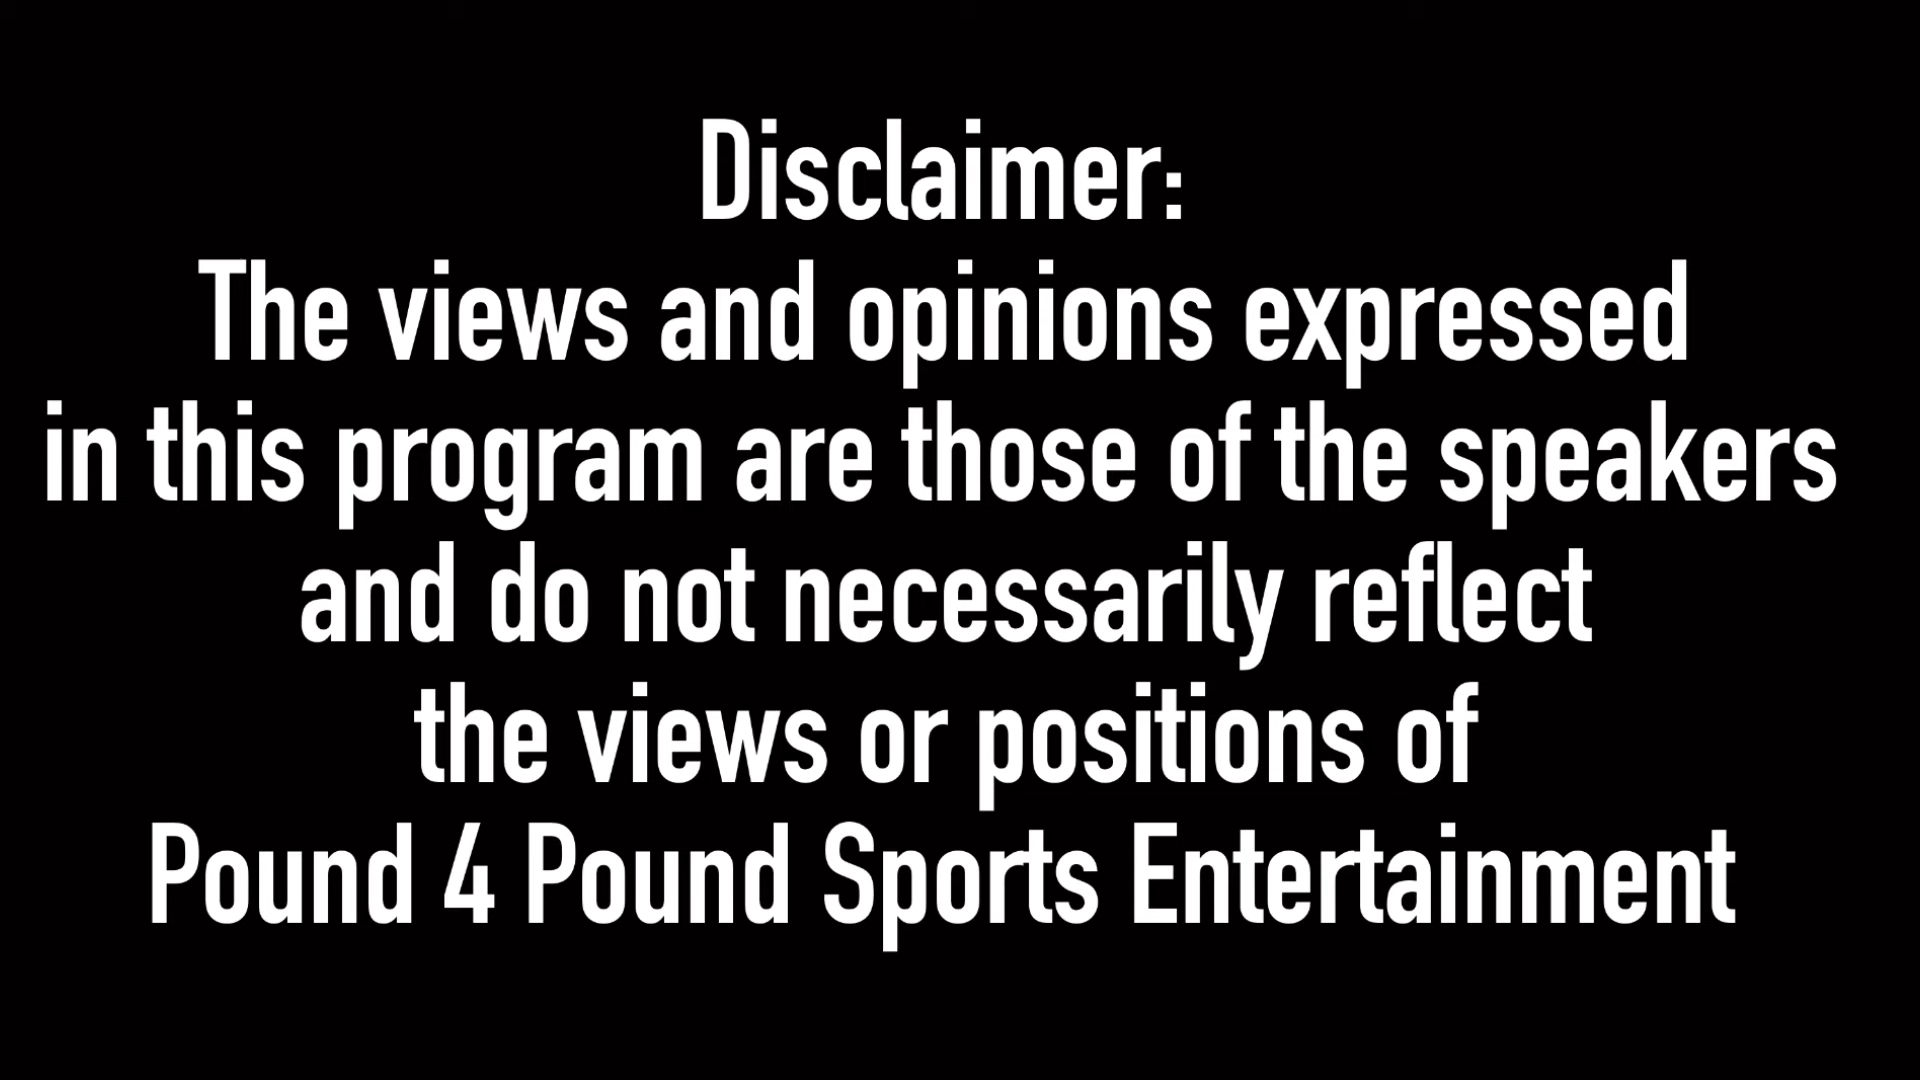 Disclaimer:
The views and opinions expressed
in this program are those of the speakers
and do not necessarily reflect
the views or positions of
Pound 4 Pound Sports Entertainment